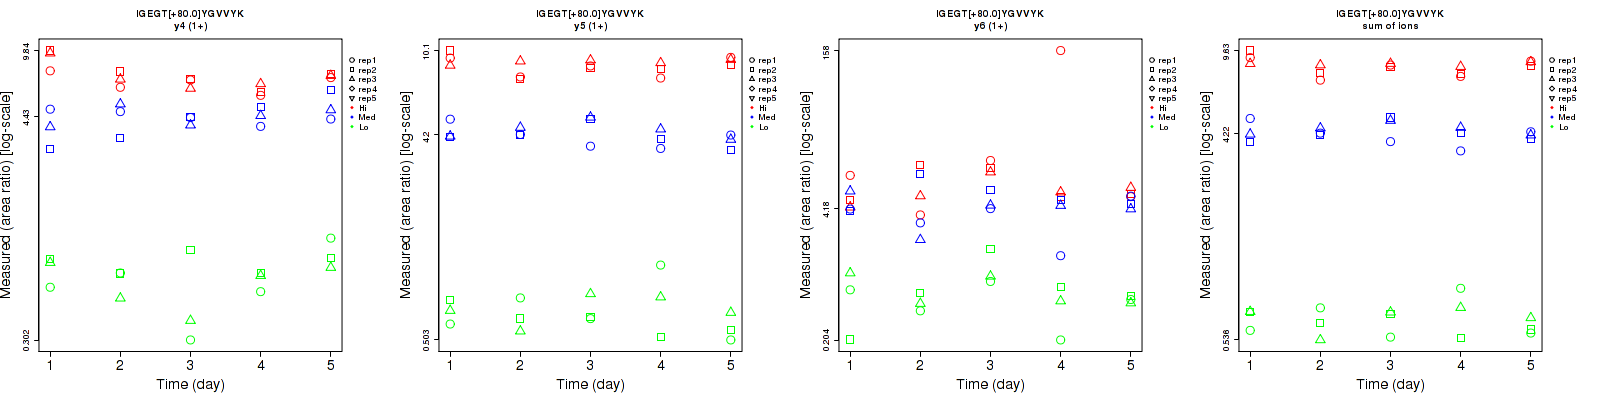 IGEGT[+80.0]YGVVYK
y4 (1+)
Measured (area ratio) [log-scale]
9.84
4.43
0.302
1 2 3 4 5
Time (day)
rep1
rep2
rep3
rep4
rep5
Hi
Med
Lo
IGEGT[+80.0]YGVVYK
y5 (1+)
Measured (area ratio) [log-scale]
10.1
4.2
0.503
1 2 3 4 5
Time (day)
rep1
rep2
rep3
rep4
rep5
Hi
Med
Lo
IGEGT[+80.0]YGVVYK
y6 (1+)
Measured (area ratio) [log-scale]
158
4.18
0.204
1 2 3 4 5
Time (day)
rep1
rep2
rep3
rep4
rep5
Hi
Med
Lo
IGEGT[+80.0]YGVVYK
sum of ions
Measured (area ratio) [log-scale]
9.83
4.22
0.536
1 2 3 4 5
Time (day)
rep1
rep2
rep3
rep4
rep5
Hi
Med
Lo